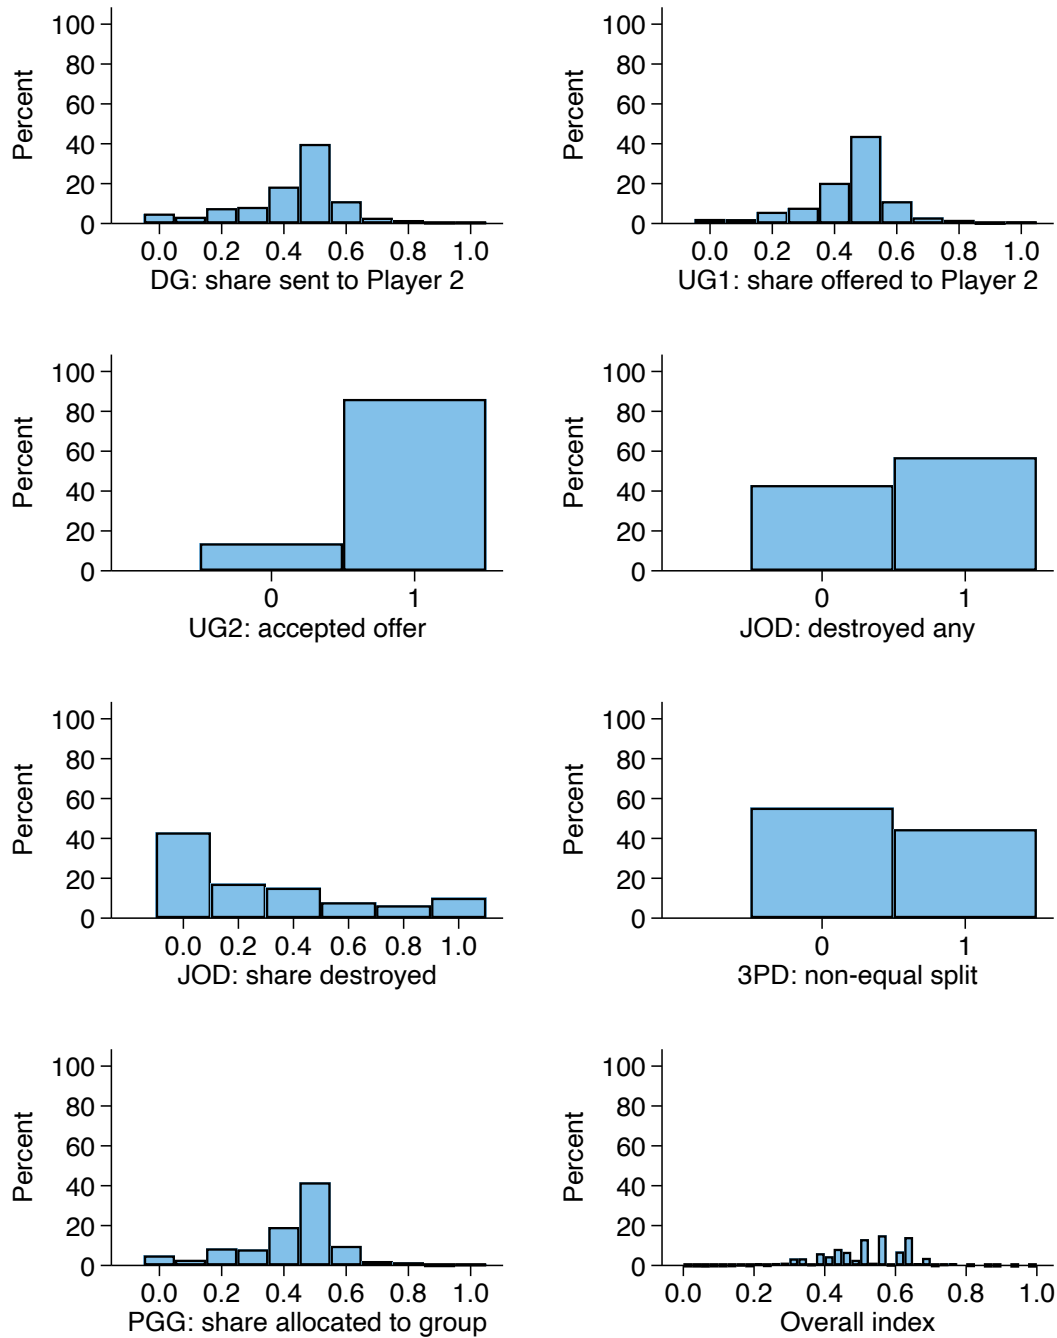 Percent
100
80
60
40
20
0
0.0 0.2 0.4 0.6 0.8 1.0
DG: share sent to Player 2
Percent
100
80
60
40
20
0
0.0 0.2 0.4 0.6 0.8 1.0
UG1: share offered to Player 2
Percent
100
80
60
40
20
0
0 1
UG2: accepted offer
Percent
100
80
60
40
20
0
0 1
JOD: destroyed any
Percent
100
80
60
40
20
0
0.0 0.2 0.4 0.6 0.8 1.0
JOD: share destroyed
Percent
100
80
60
40
20
0
0 1
3PD: non-equal split
Percent
100
80
60
40
20
0
0.0 0.2 0.4 0.6 0.8 1.0
PGG: share allocated to group
Percent
100
80
60
40
20
0
0.0 0.2 0.4 0.6 0.8 1.0
Overall index